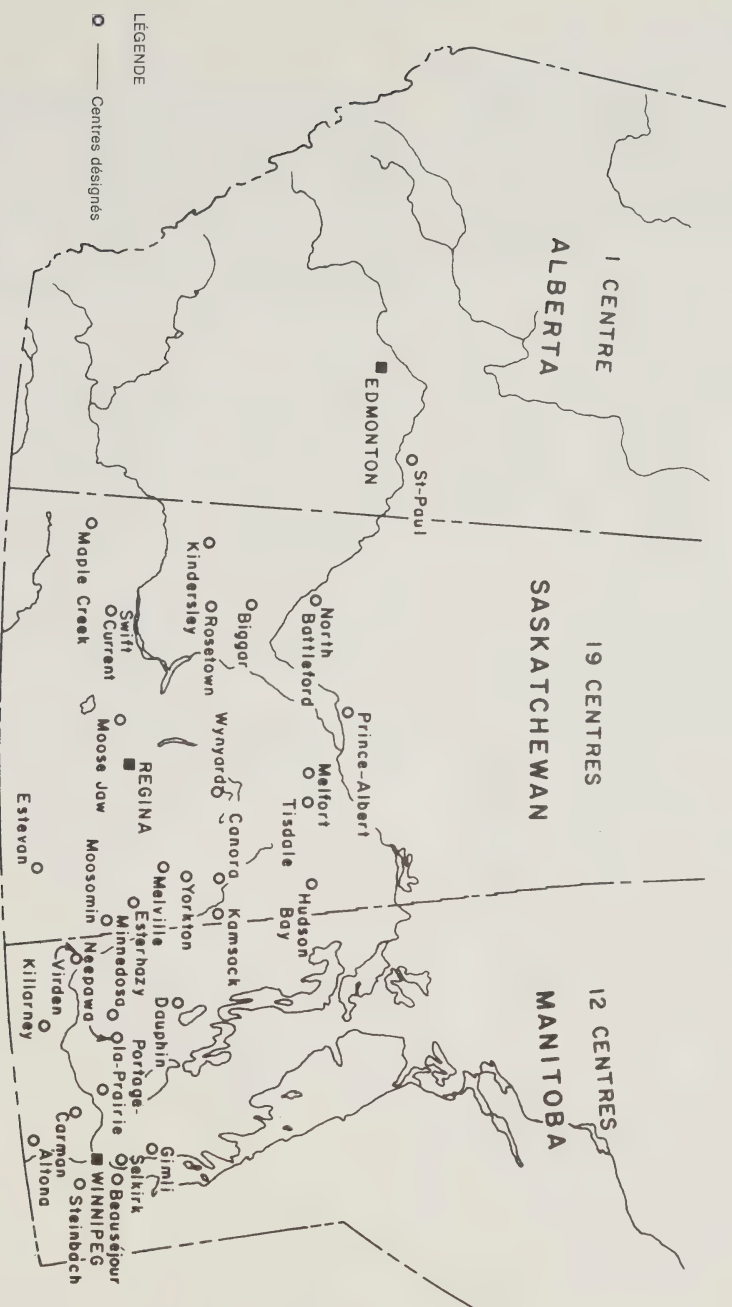 1 CENTRE
ALBERTA
19 CENTRES
SASKATCHEWAN
12 CENTRES
MANITOBA
EDMONTON
St-Paul
North
Battleford
Prince-Albert
Melfort
Tisdale
Hudson
Bay
Biggar
Kindersley
Rosetown
Wynyard
Canora
Kamsack
Maple Creek
Swift
Current
Moose Jaw
REGINA
Yorkton
Melville
Esterhazy
Moosomin
Estevan
Dauphin
Minnedosa
Neepawa
Virden
Killarney
Portage-
la-Prairie
Gimli
Selkirk
Beauséjour
WINNIPEG
Steinbach
Carman
Altona
LÉGENDE
Centres désignés